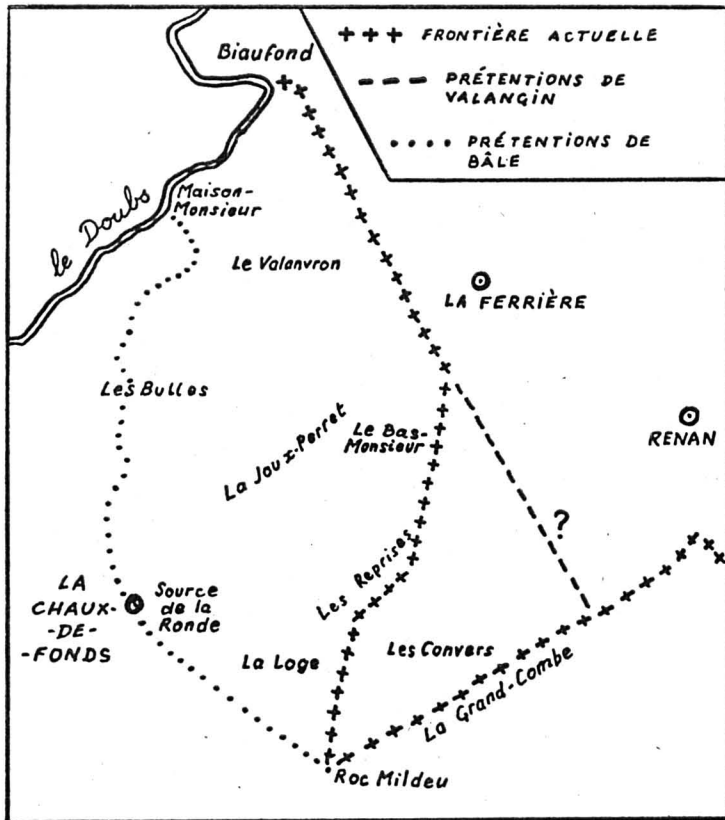 Biaufond
+++ FRONTIÈRE ACTUELLE
--- PRÉTENTIONS DE
VALANGIN
.... PRÉTENTIONS DE
BÂLE
le Doubs
Maison-
Monsieur
Le Valanvron
LA FERRIÈRE
Les Bulles
La Joux-Perret
Le Bas-
Monsieur
RENAN
?
Les Reprises
LA
CHAUX-
-DE-
-FONDS
Source
de la
Ronde
La Loge
Les Convers
La Grand-Combe
Roc Mildeu